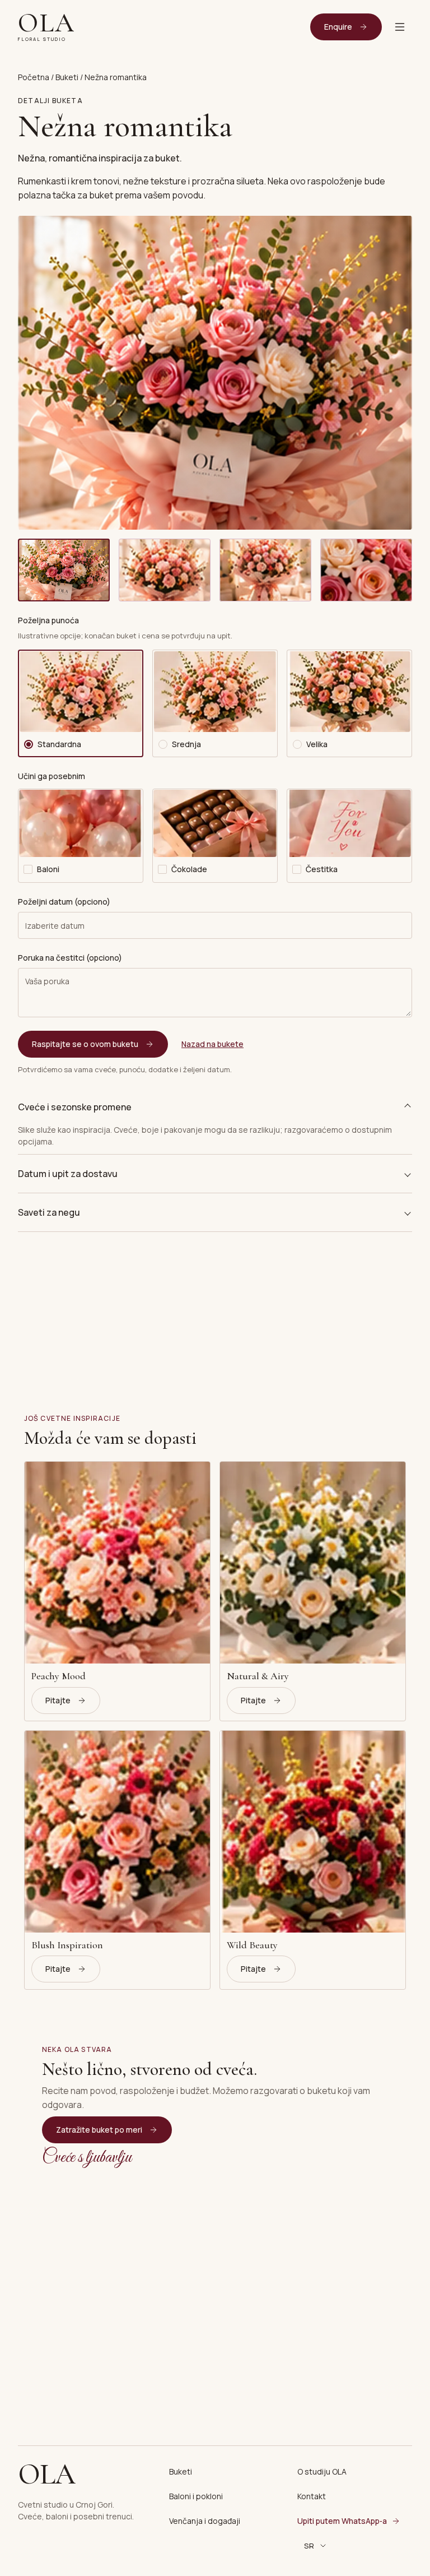 OLA
FLORAL STUDIO
Enquire
Početna / Buketi / Nežna romantika
DETALJI BUKETA
Nežna romantika
Nežna, romantična inspiracija za buket.
Rumenkasti i krem tonovi, nežne teksture i prozračna silueta. Neka ovo raspoloženje bude
polazna tačka za buket prema vašem povodu.
OLA
Poželjna punoća
Ilustrativne opcije; konačan buket i cena se potvrđuju na upit.
Standardna
Srednja
Velika
Učini ga posebnim
For
You
Baloni
Čokolade
Čestitka
Poželjni datum (opciono)
Izaberite datum
Poruka na čestitci (opciono)
Vaša poruka
Raspitajte se o ovom buketu
Nazad na bukete
Potvrdićemo sa vama cveće, punoću, dodatke i željeni datum.
Cveće i sezonske promene
Slike služe kao inspiracija. Cveće, boje i pakovanje mogu da se razlikuju; razgovaraćemo o dostupnim
opcijama.
Datum i upit za dostavu
Saveti za negu
JOŠ CVETNE INSPIRACIJE
Možda će vam se dopasti
Peachy Mood
Pitajte
Natural & Airy
Pitajte
Blush Inspiration
Pitajte
Wild Beauty
Pitajte
NEKA OLA STVARA
Nešto lično, stvoreno od cveća.
Recite nam povod, raspoloženje i budžet. Možemo razgovarati o buketu koji vam
odgovara.
Zatražite buket po meri
Cveće s ljubavlju
OLA
Cvetni studio u Crnoj Gori.
Cveće, baloni i posebni trenuci.
Buketi
Baloni i pokloni
Venčanja i događaji
O studiju OLA
Kontakt
Upiti putem WhatsApp-a
SR